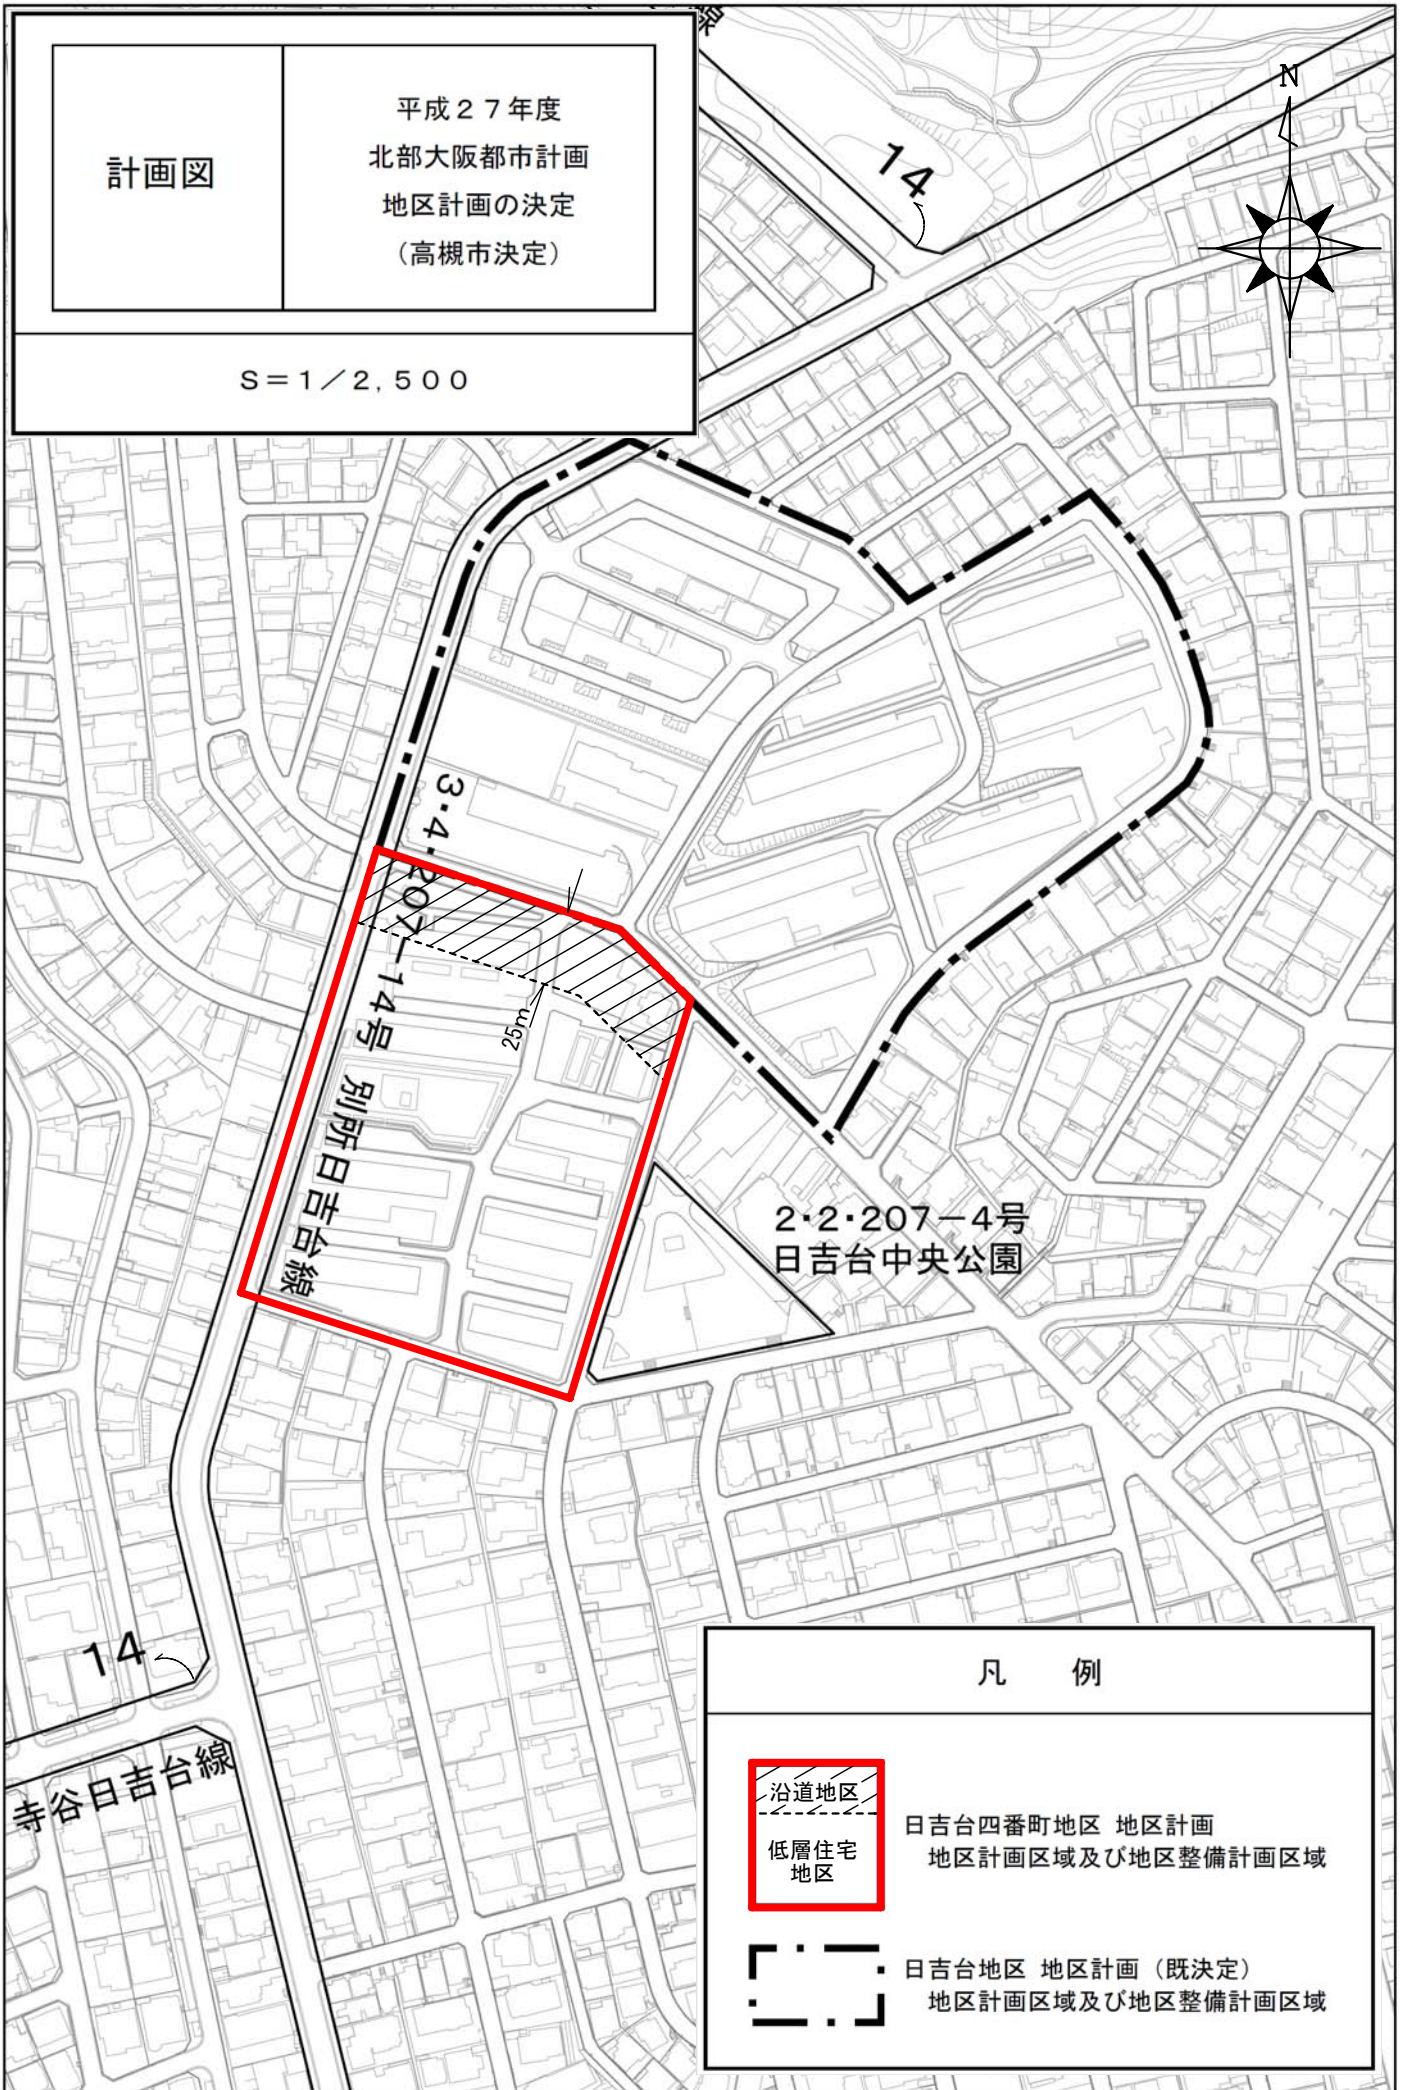 計画図
平成２７年度
北部大阪都市計画
地区計画の決定
（高槻市決定）
S＝１／２,５００
線
14
N
3・4・207－14号 別所日吉台線
25m
2・2・207－4号
日吉台中央公園
14
寺谷日吉台線
凡　例
沿道地区
低層住宅
地区
日吉台四番町地区 地区計画
地区計画区域及び地区整備計画区域
日吉台地区 地区計画（既決定）
地区計画区域及び地区整備計画区域